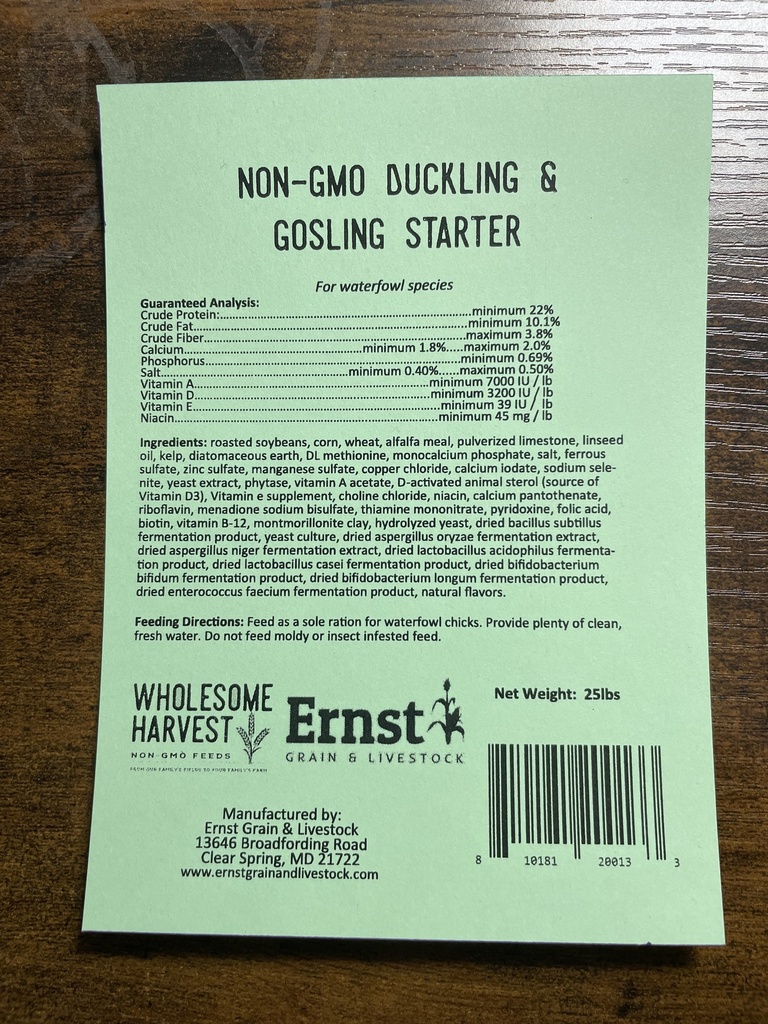 NON-GMO DUCKLING &
GOSLING STARTER
For waterfowl species
Guaranteed Analysis:
Crude Protein:......minimum 22%
Crude Fat......minimum 10.1%
Crude Fiber......maximum 3.8%
Calcium......minimum 1.8%.....maximum 2.0%
Phosphorus......minimum 0.69%
Salt......minimum 0.40%......maximum 0.50%
Vitamin A......minimum 7000 IU / lb
Vitamin D......minimum 3200 IU / lb
Vitamin E......minimum 39 IU / lb
Niacin......minimum 45 mg / lb
Ingredients: roasted soybeans, corn, wheat, alfalfa meal, pulverized limestone, linseed
oil, kelp, diatomaceous earth, DL methionine, monocalcium phosphate, salt, ferrous
sulfate, zinc sulfate, manganese sulfate, copper chloride, calcium iodate, sodium sele-
nite, yeast extract, phytase, vitamin A acetate, D-activated animal sterol (source of
Vitamin D3), Vitamin e supplement, choline chloride, niacin, calcium pantothenate,
riboflavin, menadione sodium bisulfate, thiamine mononitrate, pyridoxine, folic acid,
biotin, vitamin B-12, montmorillonite clay, hydrolyzed yeast, dried bacillus subtillus
fermentation product, yeast culture, dried aspergillus oryzae fermentation extract,
dried aspergillus niger fermentation extract, dried lactobacillus acidophilus fermenta-
tion product, dried lactobacillus casei fermentation product, dried bifidobacterium
bifidum fermentation product, dried bifidobacterium longum fermentation product,
dried enterococcus faecium fermentation product, natural flavors.
Feeding Directions: Feed as a sole ration for waterfowl chicks. Provide plenty of clean,
fresh water. Do not feed moldy or insect infested feed.
WHOLESOME
HARVEST
NON-GMO FEEDS
FROM OUR FAMILY'S FIELDS TO YOUR FAMILY'S FARM
Ernst
GRAIN & LIVESTOCK
Net Weight: 25lbs
8 10181 20013 3
Manufactured by:
Ernst Grain & Livestock
13646 Broadfording Road
Clear Spring, MD 21722
www.ernstgrainandlivestock.com